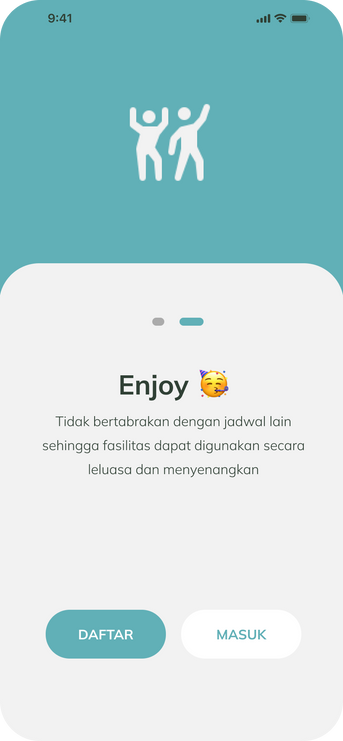 9:41
Enjoy 🥳
Tidak bertabrakan dengan jadwal lain
sehingga fasilitas dapat digunakan secara
leluasa dan menyenangkan
DAFTAR
MASUK